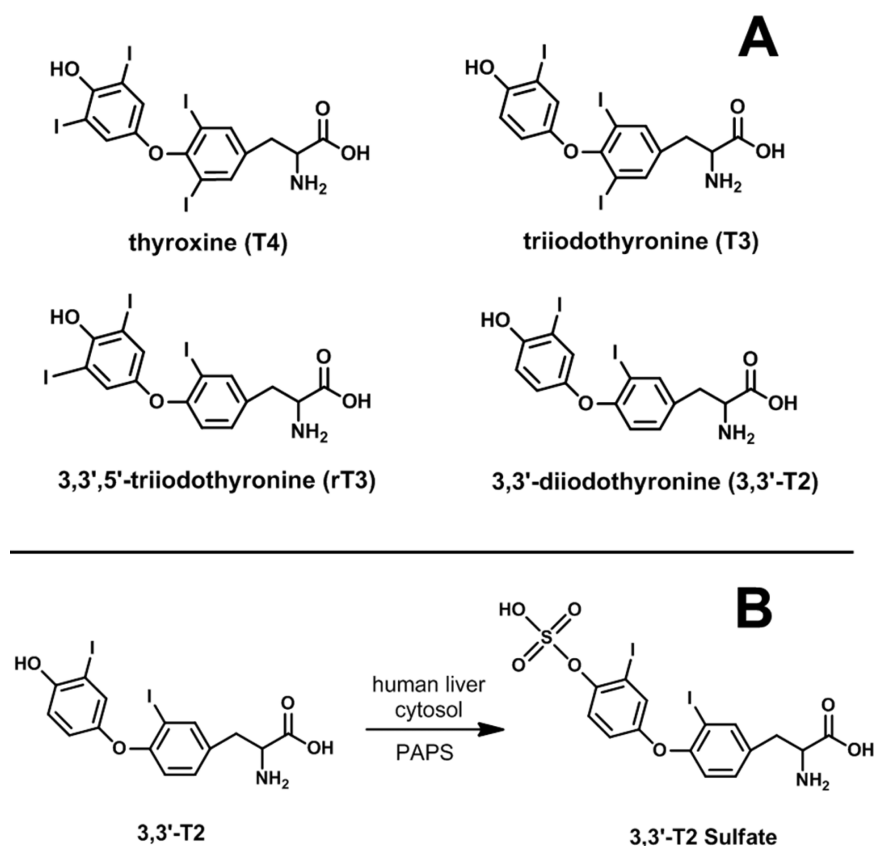 A
I
HO
I
I
O
I
O
OH
NH2
thyroxine (T4)
I
HO
I
O
I
O
OH
NH2
triiodothyronine (T3)
I
HO
I
I
O
O
OH
NH2
3,3',5'-triiodothyronine (rT3)
I
HO
I
O
O
OH
NH2
3,3'-diiodothyronine (3,3'-T2)
B
I
HO
I
O
O
OH
NH2
3,3'-T2
human liver
cytosol
PAPS
HO
O
S
O
O
I
I
O
O
OH
NH2
3,3'-T2 Sulfate